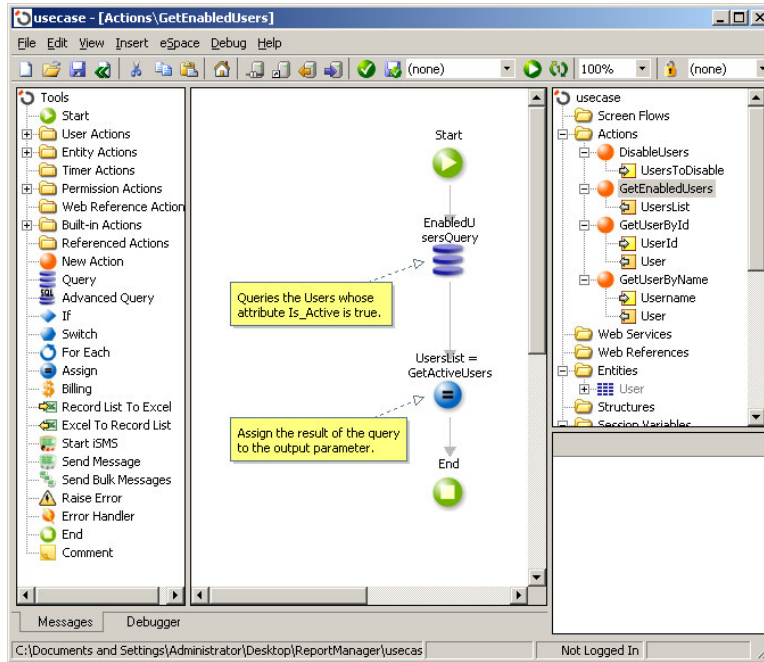 usecase - [Actions\GetEnabledUsers]
File Edit View Insert eSpace Debug Help
(none) 100% (none)
Tools
Start
User Actions
Entity Actions
Timer Actions
Permission Actions
Web Reference Action
Built-in Actions
Referenced Actions
New Action
Query
SQL
Advanced Query
If
Switch
For Each
Assign
Billing
Record List To Excel
Excel To Record List
Start iSMS
Send Message
Send Bulk Messages
Raise Error
Error Handler
End
Comment
Start
EnabledU
sersQuery
Queries the Users whose
attribute Is_Active is true.
UsersList =
GetActiveUsers
Assign the result of the query
to the output parameter.
End
usecase
Screen Flows
Actions
DisableUsers
UsersToDisable
GetEnabledUsers
UsersList
GetUserById
UserId
User
GetUserByName
Username
User
Web Services
Web References
Entities
User
Structures
Session Variables
Messages Debugger
C:\Documents and Settings\Administrator\Desktop\ReportManager\usecas Not Logged In